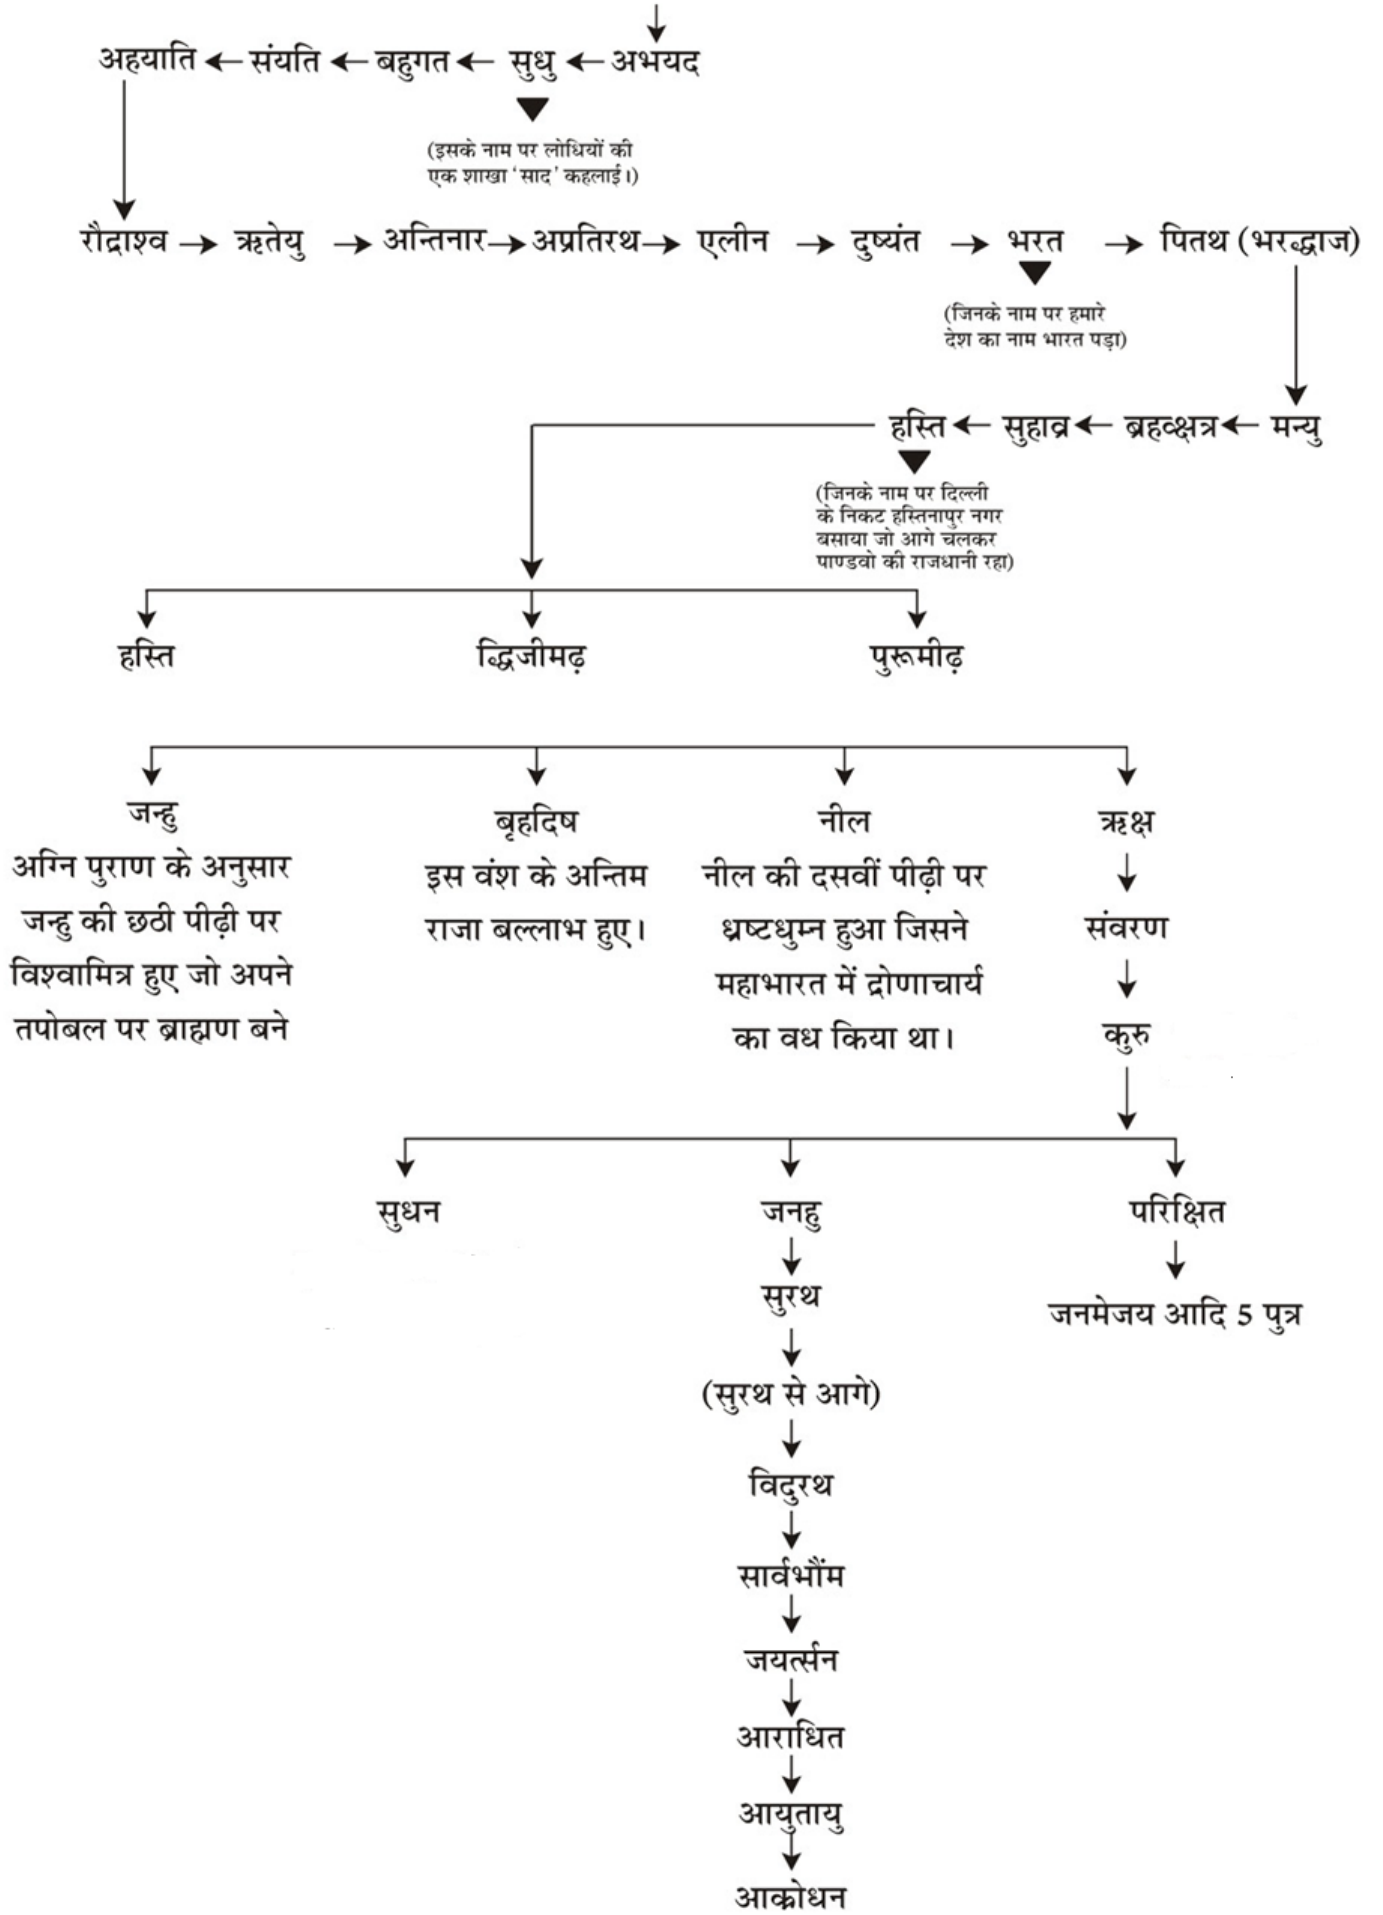 अहयाति ← संयति ← बहुगत ← सुधु ← अभयद
(इसके नाम पर लोधियों की
एक शाखा 'साद' कहलाई।)
रौद्राश्व → ऋतेयु → अन्तिनार → अप्रतिरथ → एलीन → दुष्यंत → भरत → पितथ (भरद्धाज)
(जिनके नाम पर हमारे
देश का नाम भारत पड़ा)
हस्ति ← सुहाव्र ← ब्रहव्क्षत्र ← मन्यु
(जिनके नाम पर दिल्ली
के निकट हस्तिनापुर नगर
बसाया जो आगे चलकर
पाण्डवो की राजधानी रहा)
हस्ति द्धिजीमढ़ पुरूमीढ़
जन्हु
अग्नि पुराण के अनुसार
जन्हु की छठी पीढ़ी पर
विश्वामित्र हुए जो अपने
तपोबल पर ब्राह्मण बने
बृहदिष
इस वंश के अन्तिम
राजा बल्लाभ हुए।
नील
नील की दसवीं पीढ़ी पर
ध्रष्टधुम्न हुआ जिसने
महाभारत में द्रोणाचार्य
का वध किया था।
ऋक्ष
संवरण
कुरु
सुधन जनहु परिक्षित
सुरथ
जनमेजय आदि 5 पुत्र
(सुरथ से आगे)
विदुरथ
सार्वभौंम
जयर्त्सन
आराधित
आयुतायु
आक्रोधन